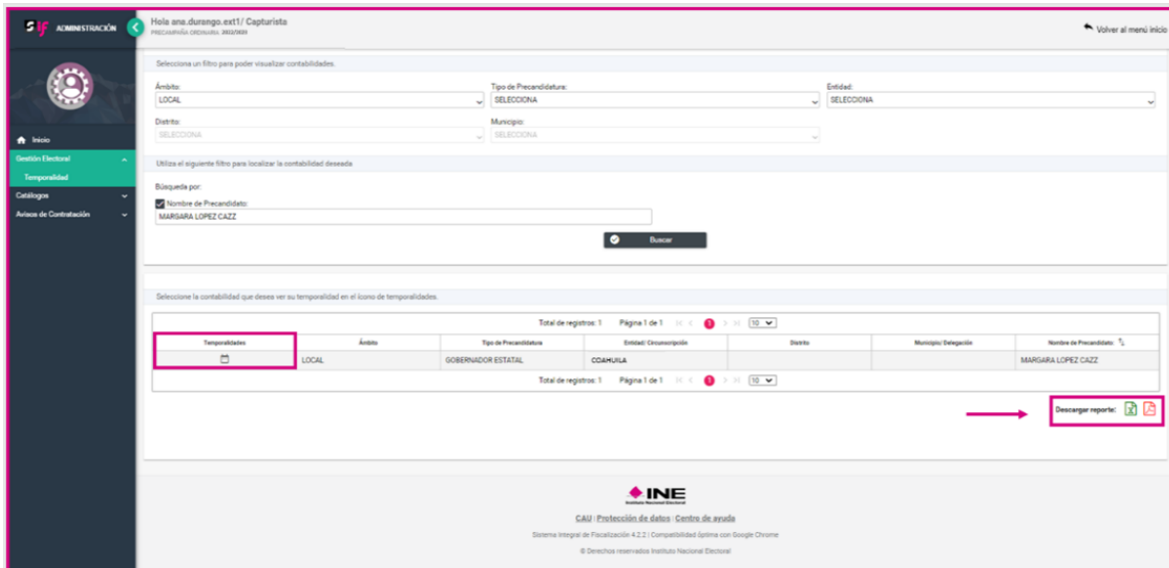 SIF ADMINISTRACIÓN
Hola ana.durango.ext1/ Capturista
PRECAMPAÑA ORDINARIA 2022/2023
Volver al menú inicio
Inicio
Gestión Electoral
Temporalidad
Catálogos
Avisos de Contratación
Selecciona un filtro para poder visualizar contabilidades.
Ámbito: Tipo de Precandidatura: Entidad:
LOCAL SELECCIONA SELECCIONA
Distrito: Municipio:
SELECCIONA SELECCIONA
Utiliza el siguiente filtro para localizar la contabilidad deseada
Búsqueda por:
Nombre de Precandidato:
MARGARA LOPEZ CAZZ
Buscar
Seleccione la contabilidad que desea ver su temporalidad en el ícono de temporalidades.
Total de registros: 1 Página 1 de 1 1 10
Temporalidades Ámbito Tipo de Precandidatura Entidad/ Circunscripción Distrito Municipio/ Delegación Nombre de Precandidato:
LOCAL GOBERNADOR ESTATAL COAHUILA MARGARA LOPEZ CAZZ
Total de registros: 1 Página 1 de 1 1 10
Descargar reporte:
INE
Instituto Nacional Electoral
CAU | Protección de datos | Centro de ayuda
Sistema Integral de Fiscalización 4.2.2 | Compatibilidad óptima con Google Chrome
© Derechos reservados Instituto Nacional Electoral